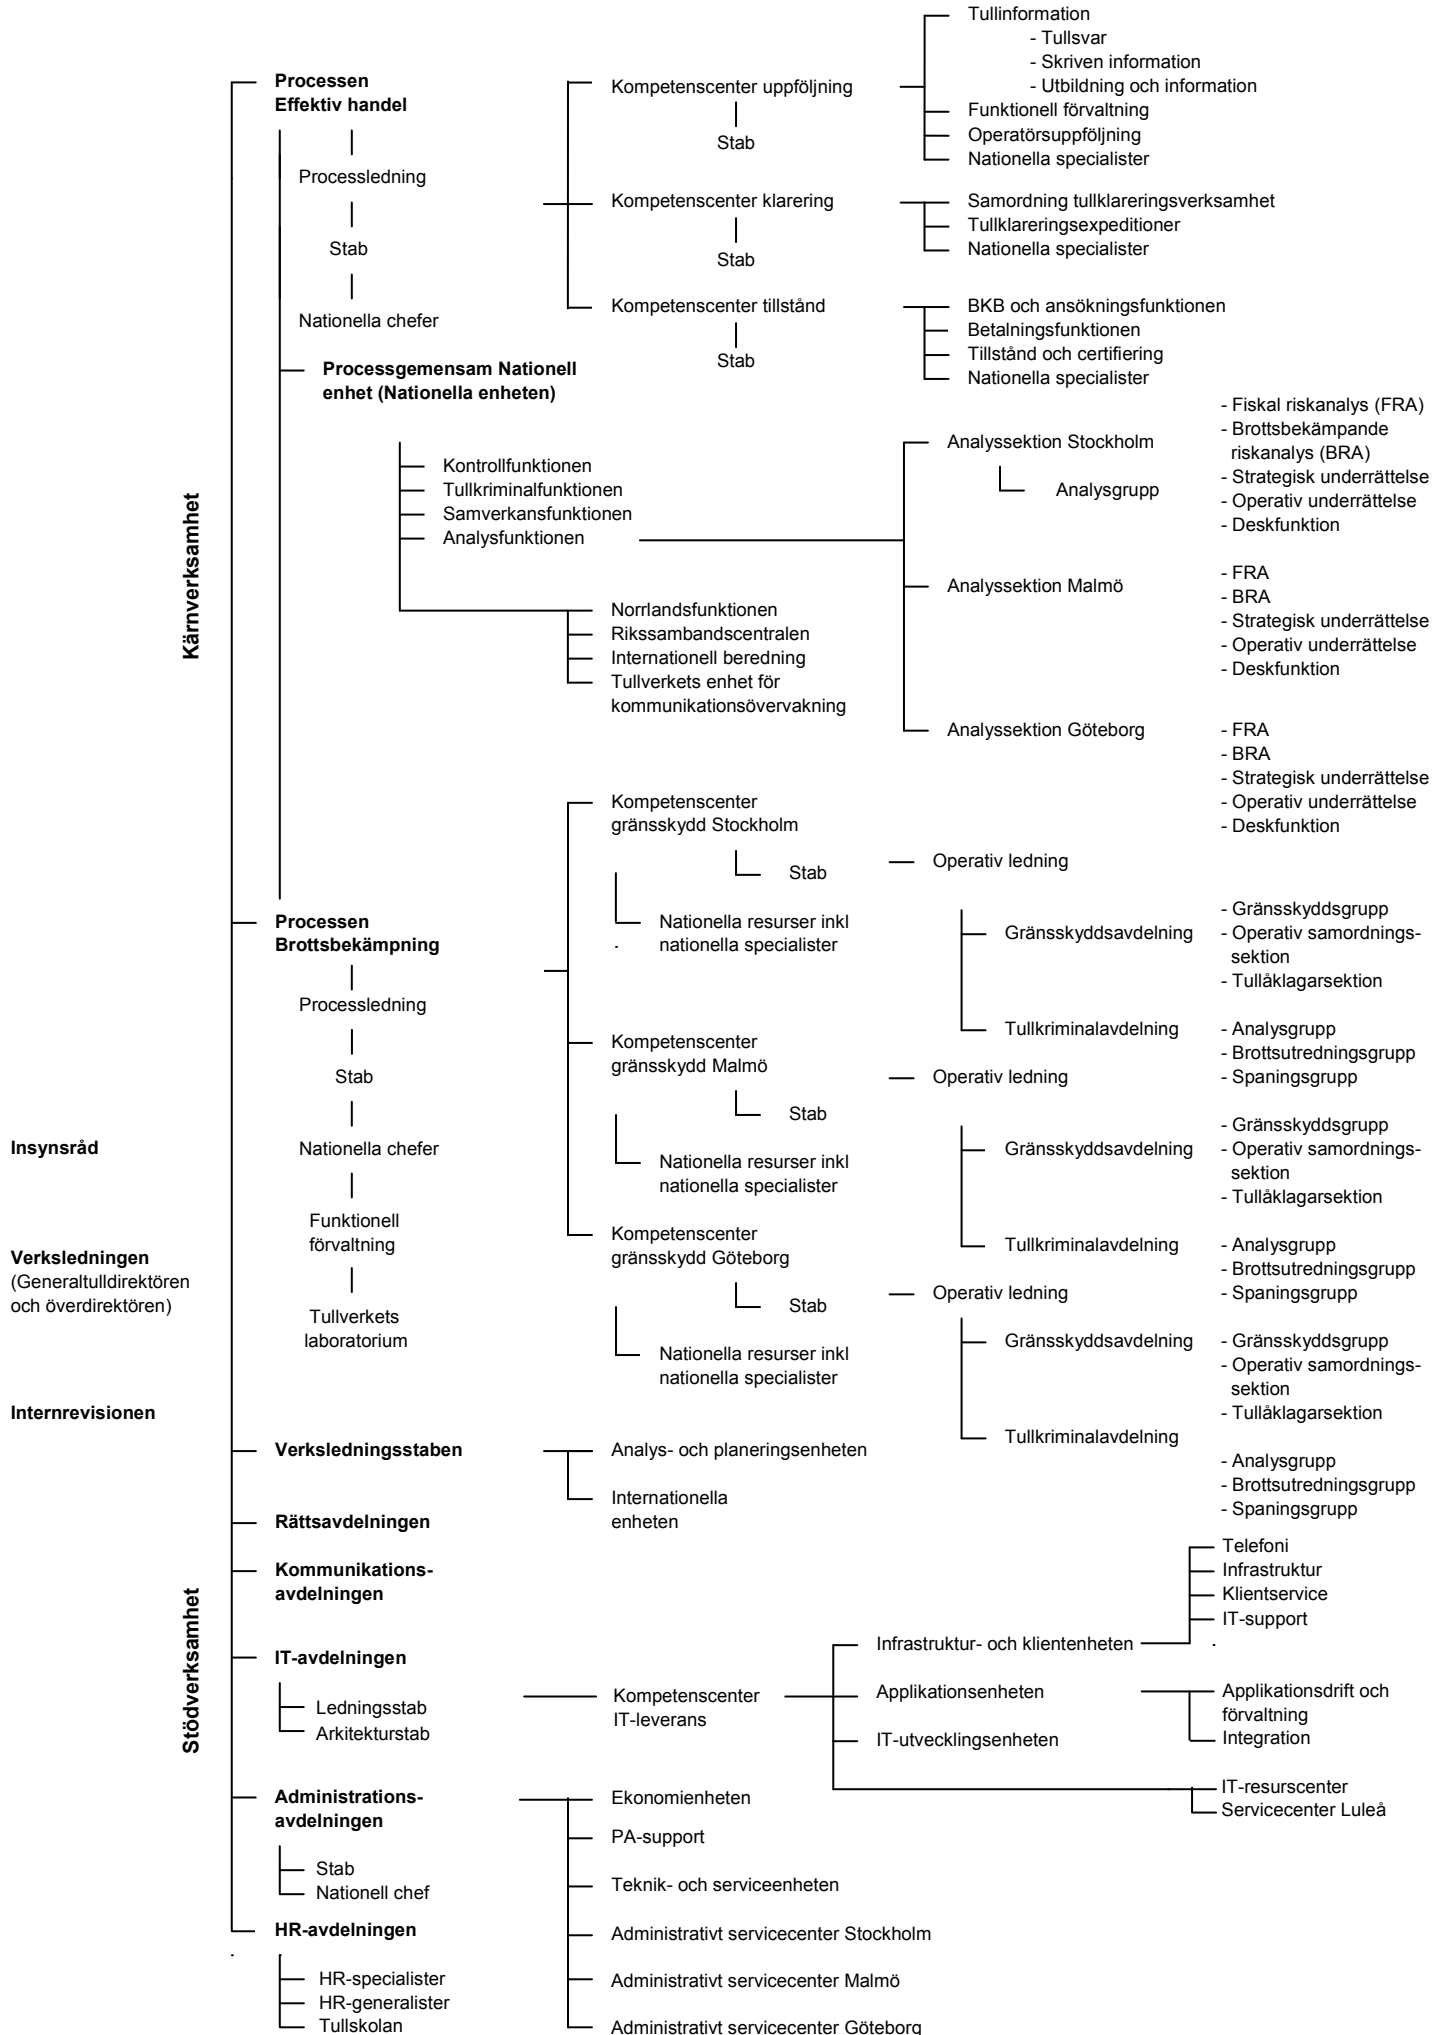 Kärnverksamhet
Stödverksamhet
Insynsråd
Verksledningen
(Generaltulldirektören
och överdirektören)
Internrevisionen
Processen
Effektiv handel
Processledning
Stab
Nationella chefer
Kompetenscenter uppföljning
Stab
Tullinformation
- Tullsvar
- Skriven information
- Utbildning och information
Funktionell förvaltning
Operatörsuppföljning
Nationella specialister
Kompetenscenter klarering
Stab
Samordning tullklareringsverksamhet
Tullklareringsexpeditioner
Nationella specialister
Kompetenscenter tillstånd
Stab
BKB och ansökningsfunktionen
Betalningsfunktionen
Tillstånd och certifiering
Nationella specialister
Processgemensam Nationell
enhet (Nationella enheten)
Kontrollfunktionen
Tullkriminalfunktionen
Samverkansfunktionen
Analysfunktionen
Norrlandsfunktionen
Rikssambandscentralen
Internationell beredning
Tullverkets enhet för
kommunikationsövervakning
Analyssektion Stockholm
Analysgrupp
- Fiskal riskanalys (FRA)
- Brottsbekämpande
riskanalys (BRA)
- Strategisk underrättelse
- Operativ underrättelse
- Deskfunktion
Analyssektion Malmö
- FRA
- BRA
- Strategisk underrättelse
- Operativ underrättelse
- Deskfunktion
Analyssektion Göteborg
- FRA
- BRA
- Strategisk underrättelse
- Operativ underrättelse
- Deskfunktion
Processen
Brottsbekämpning
Processledning
Stab
Nationella chefer
Funktionell
förvaltning
Tullverkets
laboratorium
Kompetenscenter
gränsskydd Stockholm
Stab
Nationella resurser inkl
nationella specialister
Operativ ledning
Gränsskyddsavdelning
- Gränsskyddsgrupp
- Operativ samordnings-
sektion
- Tullåklagarsektion
Tullkriminalavdelning
- Analysgrupp
- Brottsutredningsgrupp
- Spaningsgrupp
Kompetenscenter
gränsskydd Malmö
Stab
Nationella resurser inkl
nationella specialister
Operativ ledning
Gränsskyddsavdelning
- Gränsskyddsgrupp
- Operativ samordnings-
sektion
- Tullåklagarsektion
Tullkriminalavdelning
- Analysgrupp
- Brottsutredningsgrupp
- Spaningsgrupp
Kompetenscenter
gränsskydd Göteborg
Stab
Nationella resurser inkl
nationella specialister
Operativ ledning
Gränsskyddsavdelning
- Gränsskyddsgrupp
- Operativ samordnings-
sektion
- Tullåklagarsektion
Tullkriminalavdelning
- Analysgrupp
- Brottsutredningsgrupp
- Spaningsgrupp
Verksledningsstaben
Analys- och planeringsenheten
Internationella
enheten
Rättsavdelningen
Kommunikations-
avdelningen
IT-avdelningen
Ledningsstab
Arkitekturstab
Kompetenscenter
IT-leverans
Infrastruktur- och klientenheten
Telefoni
Infrastruktur
Klientservice
IT-support
Applikationsenheten
Applikationsdrift och
förvaltning
Integration
IT-utvecklingsenheten
IT-resurscenter
Servicecenter Luleå
Administrations-
avdelningen
Stab
Nationell chef
Ekonomienheten
PA-support
Teknik- och serviceenheten
Administrativt servicecenter Stockholm
Administrativt servicecenter Malmö
Administrativt servicecenter Göteborg
HR-avdelningen
HR-specialister
HR-generalister
Tullskolan